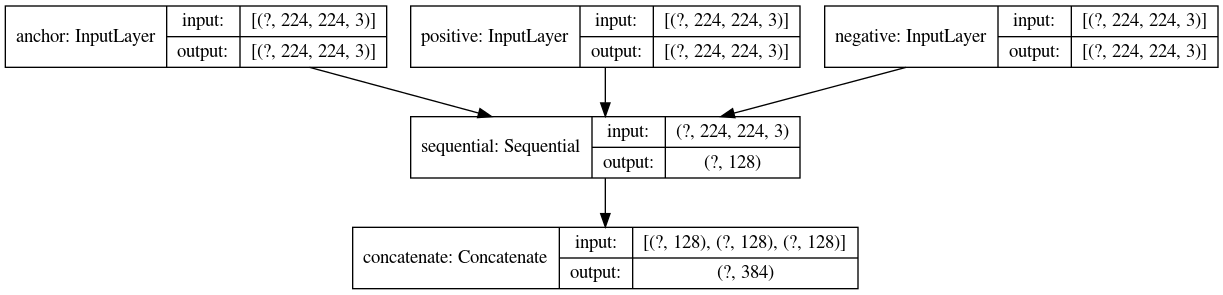 anchor: InputLayer input: [(?, 224, 224, 3)] output: [(?, 224, 224, 3)]
positive: InputLayer input: [(?, 224, 224, 3)] output: [(?, 224, 224, 3)]
negative: InputLayer input: [(?, 224, 224, 3)] output: [(?, 224, 224, 3)]
sequential: Sequential input: (?, 224, 224, 3) output: (?, 128)
concatenate: Concatenate input: [(?, 128), (?, 128), (?, 128)] output: (?, 384)